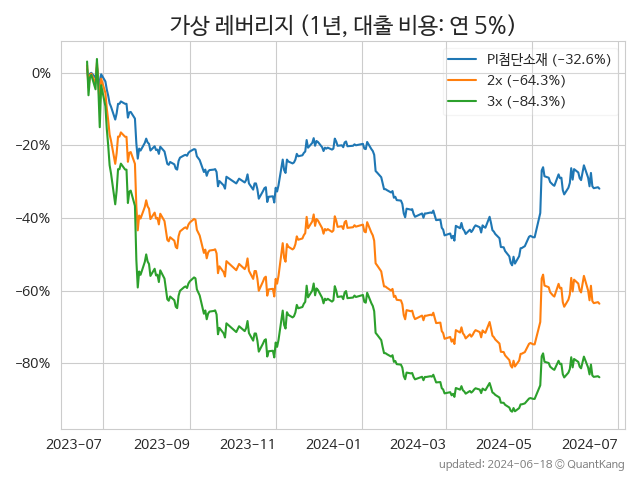 가상 레버리지 (1년, 대출 비용: 연 5%)
PI첨단소재 (−32.6%)
2x (−64.3%)
3x (−84.3%)
0%
−20%
−40%
−60%
−80%
2023−07 2023−09 2023−11 2024−01 2024−03 2024−05 2024−07
updated: 2024−06−18 © QuantKang